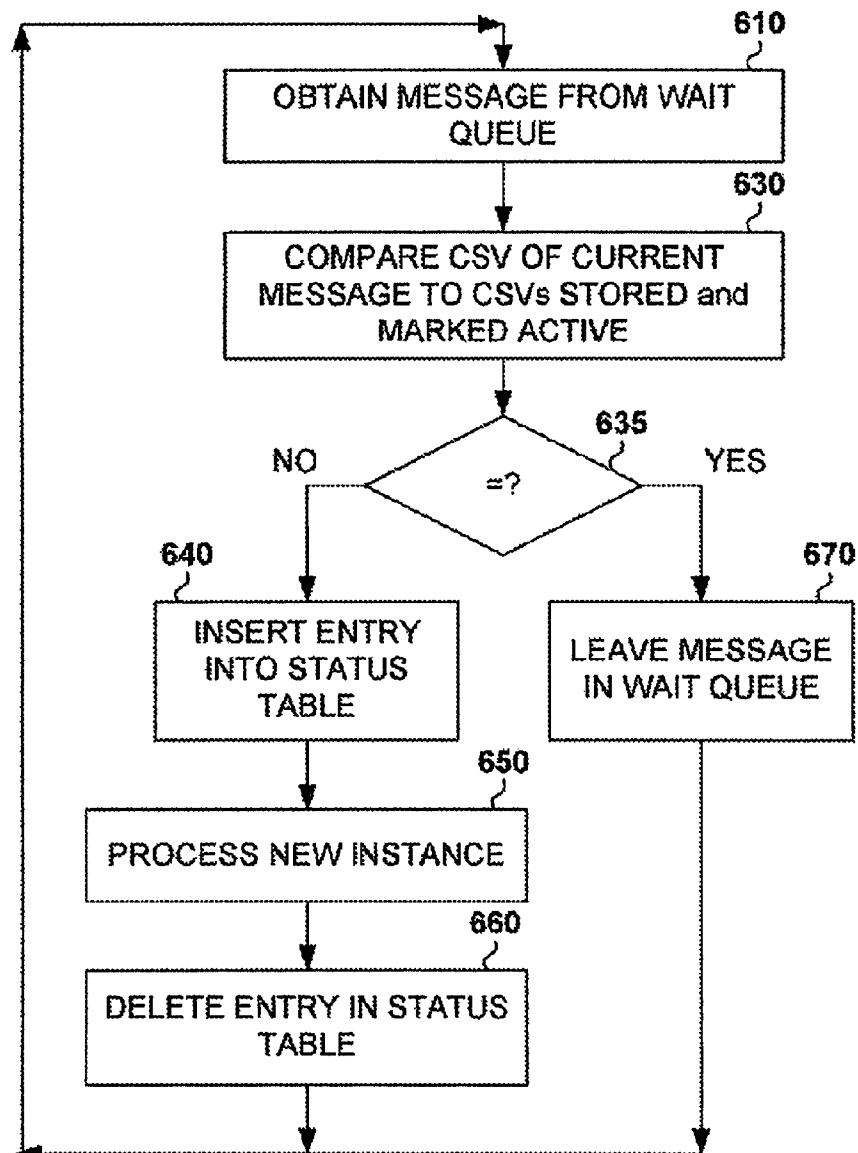 610
OBTAIN MESSAGE FROM WAIT
QUEUE
630
COMPARE CSV OF CURRENT
MESSAGE TO CSVs STORED and
MARKED ACTIVE
635
NO
=?
YES
640
INSERT ENTRY
INTO STATUS
TABLE
670
LEAVE MESSAGE
IN WAIT QUEUE
650
PROCESS NEW INSTANCE
660
DELETE ENTRY IN STATUS
TABLE